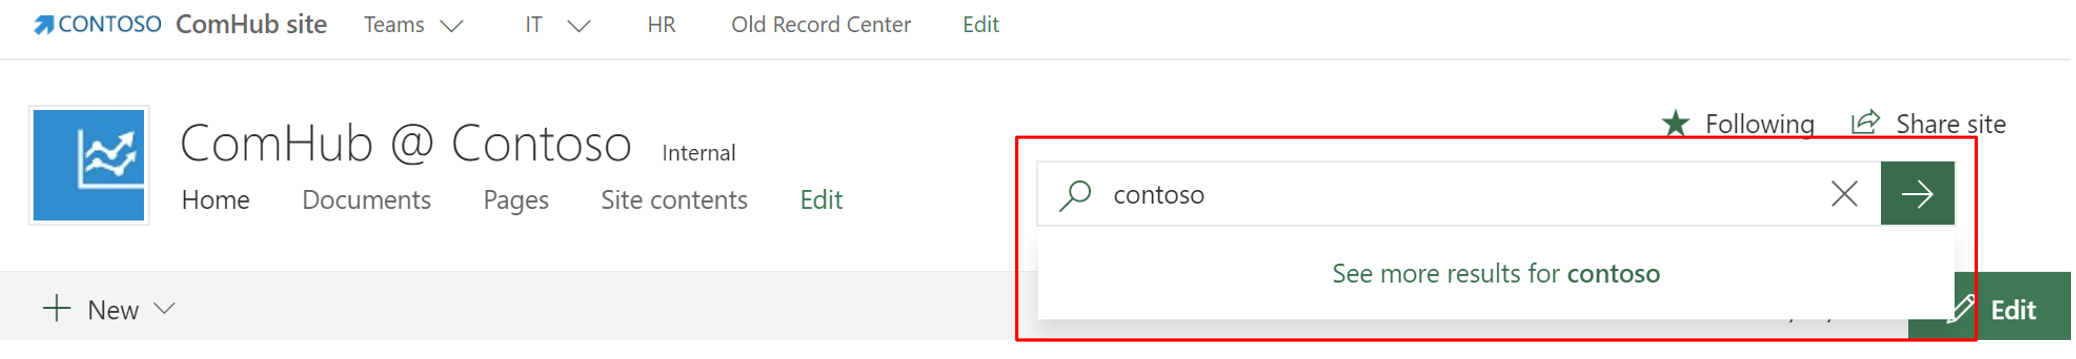 CONTOSO ComHub site Teams IT HR Old Record Center Edit
ComHub @ Contoso Internal
Following Share site
Home Documents Pages Site contents Edit
contoso
See more results for contoso
New
Edit